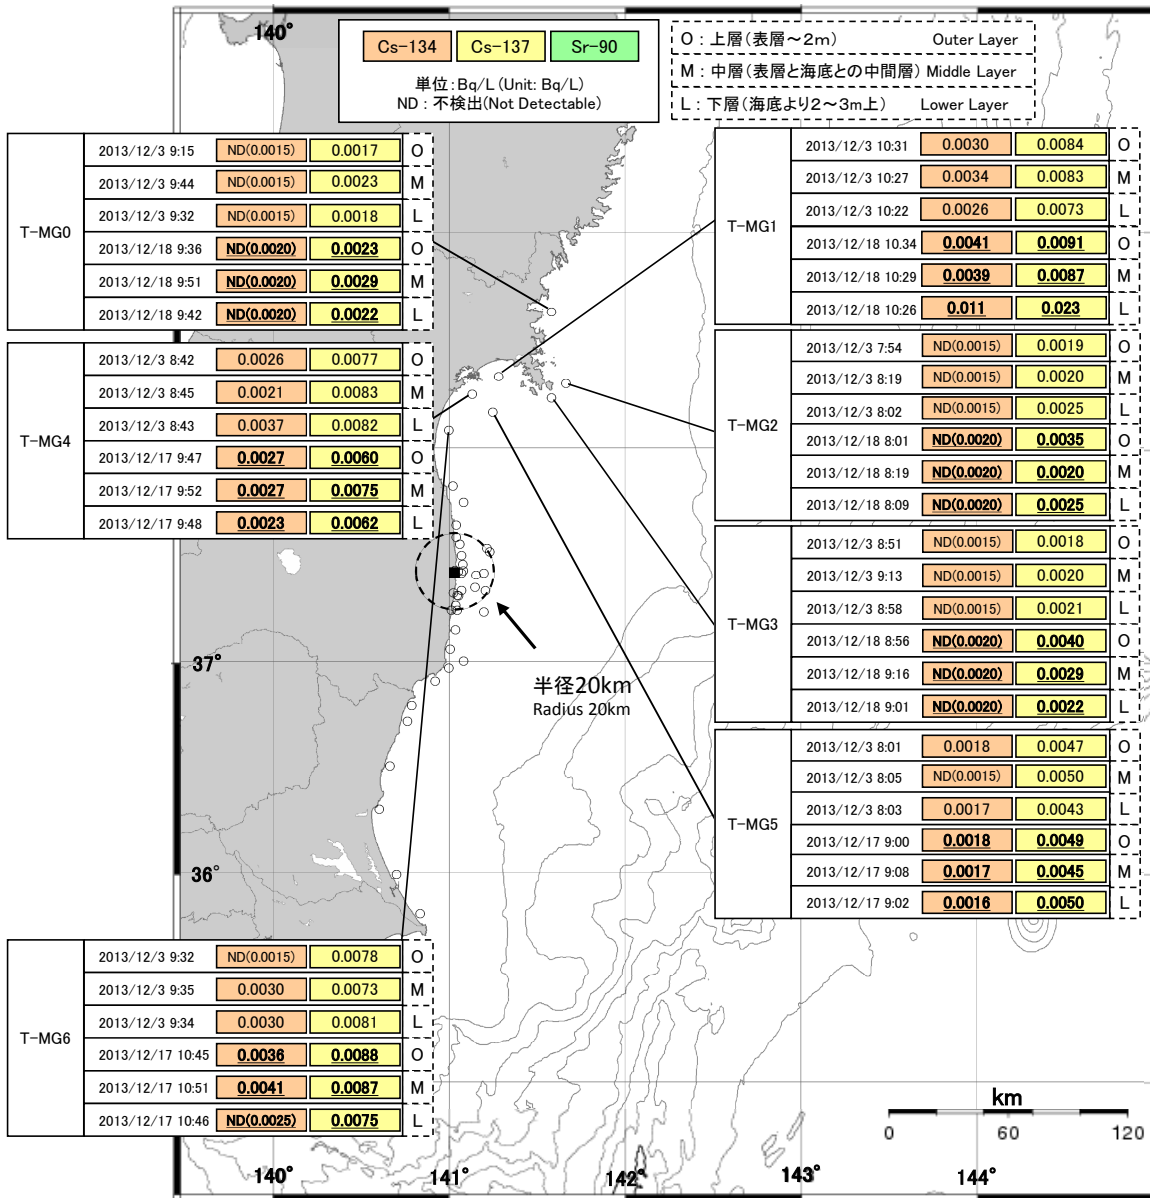 140°
Cs-134 Cs-137 Sr-90
単位:Bq/L (Unit: Bq/L)
ND : 不検出(Not Detectable)
O : 上層(表層～2m) Outer Layer
M : 中層(表層と海底との中間層) Middle Layer
L : 下層(海底より2～3m上) Lower Layer
T-MG0
2013/12/3 9:15 ND(0.0015) 0.0017 O
2013/12/3 9:44 ND(0.0015) 0.0023 M
2013/12/3 9:32 ND(0.0015) 0.0018 L
2013/12/18 9:36 ND(0.0020) 0.0023 O
2013/12/18 9:51 ND(0.0020) 0.0029 M
2013/12/18 9:42 ND(0.0020) 0.0022 L
T-MG4
2013/12/3 8:42 0.0026 0.0077 O
2013/12/3 8:45 0.0021 0.0083 M
2013/12/3 8:43 0.0037 0.0082 L
2013/12/17 9:47 0.0027 0.0060 O
2013/12/17 9:52 0.0027 0.0075 M
2013/12/17 9:48 0.0023 0.0062 L
T-MG1
2013/12/3 10:31 0.0030 0.0084 O
2013/12/3 10:27 0.0034 0.0083 M
2013/12/3 10:22 0.0026 0.0073 L
2013/12/18 10.34 0.0041 0.0091 O
2013/12/18 10:29 0.0039 0.0087 M
2013/12/18 10:26 0.011 0.023 L
T-MG2
2013/12/3 7:54 ND(0.0015) 0.0019 O
2013/12/3 8:19 ND(0.0015) 0.0020 M
2013/12/3 8:02 ND(0.0015) 0.0025 L
2013/12/18 8:01 ND(0.0020) 0.0035 O
2013/12/18 8:19 ND(0.0020) 0.0020 M
2013/12/18 8:09 ND(0.0020) 0.0025 L
T-MG3
2013/12/3 8:51 ND(0.0015) 0.0018 O
2013/12/3 9:13 ND(0.0015) 0.0020 M
2013/12/3 8:58 ND(0.0015) 0.0021 L
2013/12/18 8:56 ND(0.0020) 0.0040 O
2013/12/18 9:16 ND(0.0020) 0.0029 M
2013/12/18 9:01 ND(0.0020) 0.0022 L
T-MG5
2013/12/3 8:01 0.0018 0.0047 O
2013/12/3 8:05 ND(0.0015) 0.0050 M
2013/12/3 8:03 0.0017 0.0043 L
2013/12/17 9:00 0.0018 0.0049 O
2013/12/17 9:08 0.0017 0.0045 M
2013/12/17 9:02 0.0016 0.0050 L
37°
半径20km
Radius 20km
36°
T-MG6
2013/12/3 9:32 ND(0.0015) 0.0078 O
2013/12/3 9:35 0.0030 0.0073 M
2013/12/3 9:34 0.0030 0.0081 L
2013/12/17 10:45 0.0036 0.0088 O
2013/12/17 10:51 0.0041 0.0087 M
2013/12/17 10:46 ND(0.0025) 0.0075 L
km
0 60 120
140° 141° 142° 143° 144°